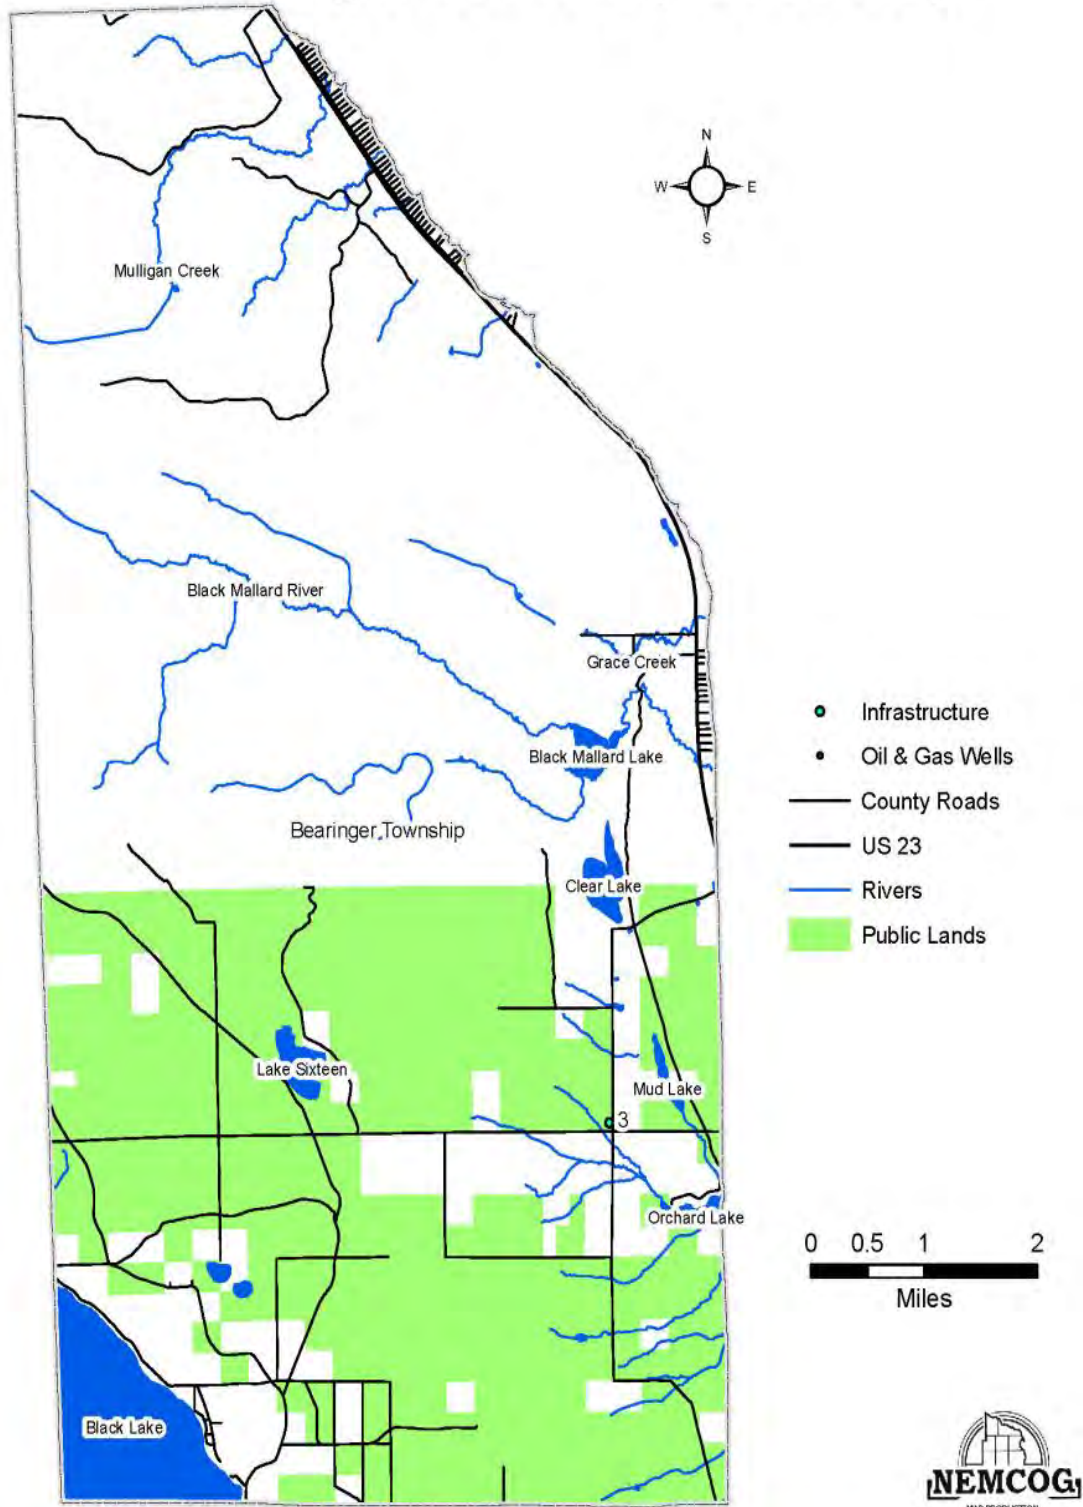 N
W E
S
Mulligan Creek
Black Mallard River
Grace Creek
Black Mallard Lake
Bearinger Township
Clear Lake
Lake Sixteen
Mud Lake
3
Orchard Lake
Black Lake
Infrastructure
Oil & Gas Wells
County Roads
US 23
Rivers
Public Lands
0 0.5 1 2
Miles
NEMCOG